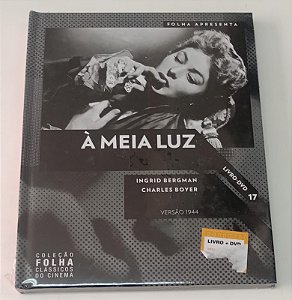 FOLHA APRESENTA
À MEIA LUZ
INGRID BERGMAN
CHARLES BOYER
VERSÃO 1944
LIVRO-DVD
17
COLEÇÃO
FOLHA
CLÁSSICOS
DO CINEMA
LIVRO + DVD